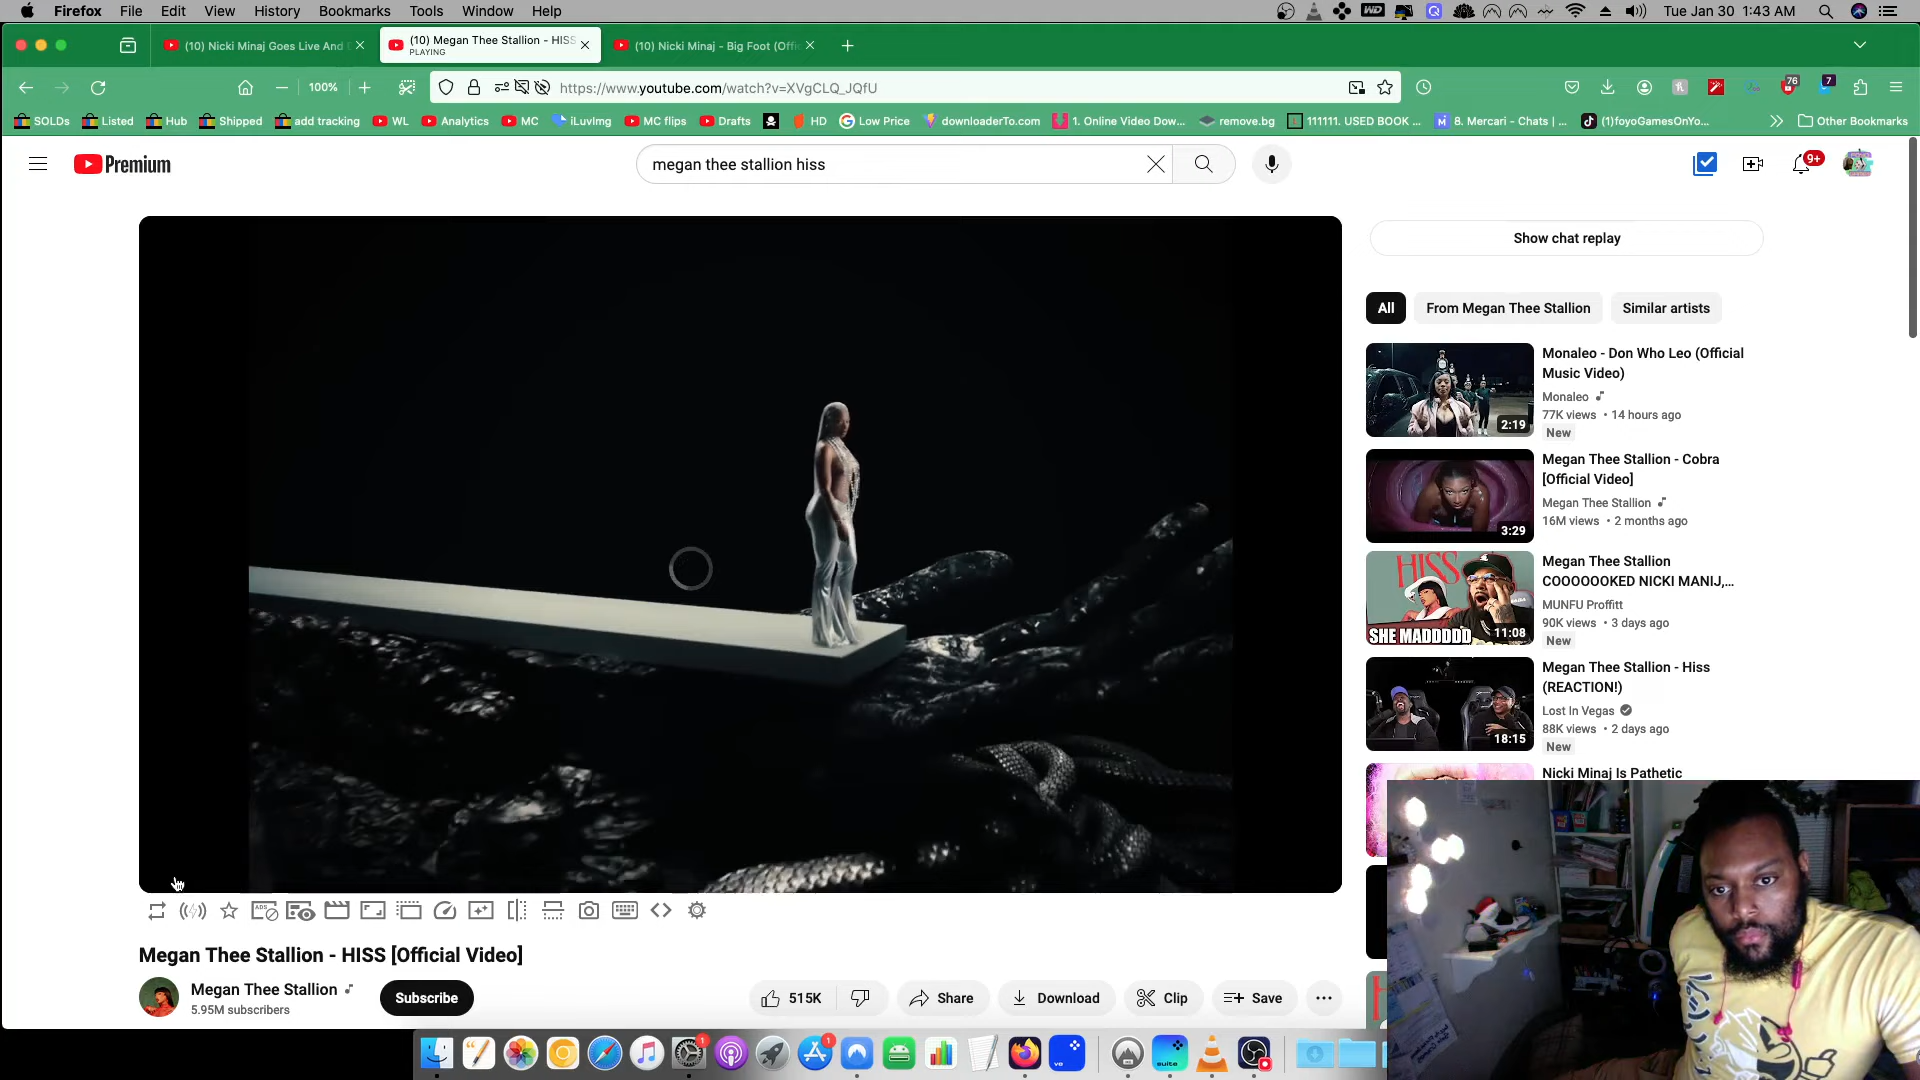 Firefox File Edit View History Bookmarks Tools Window Help
Tue Jan 30 1:43 AM
(10) Nicki Minaj Goes Live And
(10) Megan Thee Stallion - HISS
PLAYING
(10) Nicki Minaj - Big Foot (Offi
100%
https://www.youtube.com/watch?v=XVgCLQ_JQfU
76
7
SOLDs Listed Hub Shipped add tracking WL Analytics MC iLuvImg MC flips Drafts HD Low Price downloaderTo.com 1. Online Video Dow... remove.bg 111111. USED BOOK ... 8. Mercari - Chats | ... (1)foyoGamesOnYo... Other Bookmarks
Premium
megan thee stallion hiss
9+
Show chat replay
All From Megan Thee Stallion Similar artists
Monaleo - Don Who Leo (Official
Music Video)
Monaleo
77K views • 14 hours ago
New
2:19
Megan Thee Stallion - Cobra
[Official Video]
Megan Thee Stallion
16M views • 2 months ago
3:29
Megan Thee Stallion
COOOOOOKED NICKI MANIJ,...
MUNFU Proffitt
90K views • 3 days ago
New
HISS
SHE MADDDDD
11:08
Megan Thee Stallion - Hiss
(REACTION!)
Lost In Vegas
88K views • 2 days ago
New
18:15
Nicki Minaj Is Pathetic
ADS
Megan Thee Stallion - HISS [Official Video]
Megan Thee Stallion
5.95M subscribers
Subscribe
515K
Share
Download
Clip
Save
1
1
suite